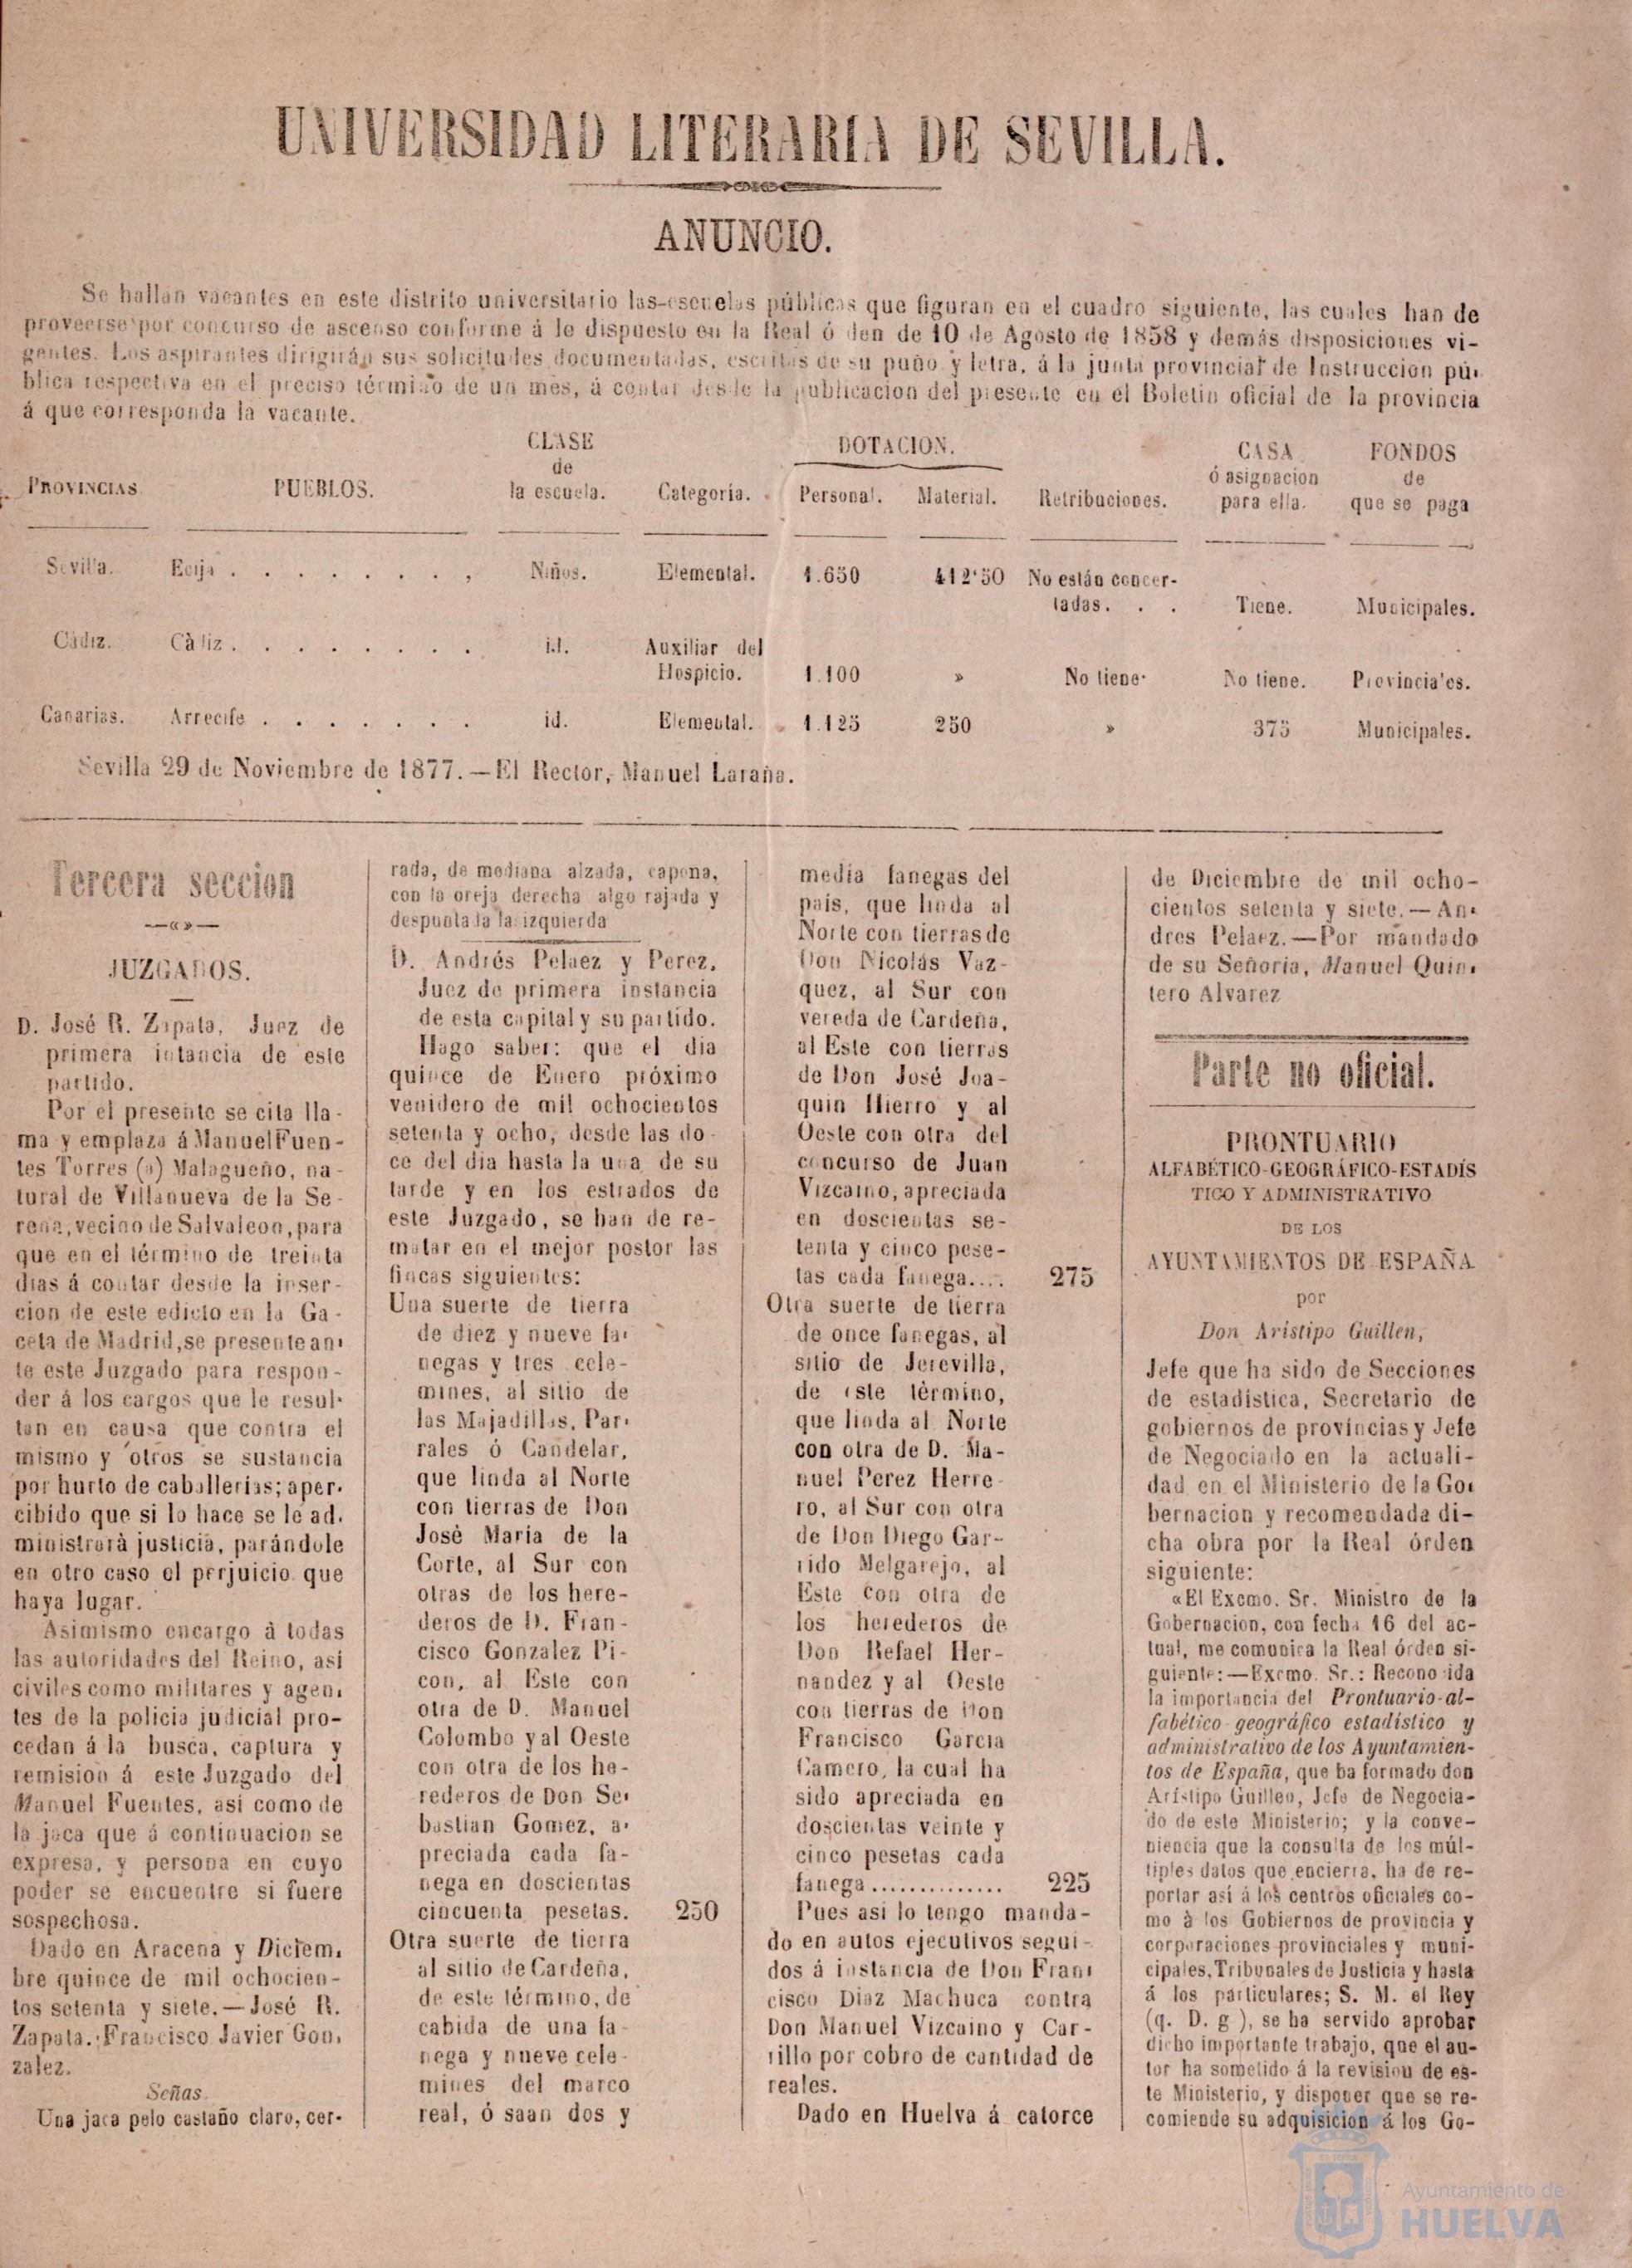 UNIVERSIDAD LITERARIA DE SEVILLA.
ANUNCIO.
Se hallan vacantes en este distrito universitario las escuelas públicas que figuran en el cuadro siguiente, las cuales han de
proveerse por concurso de ascenso conforme á lo dispuesto en la Real ó den de 10 de Agosto de 1858 y demás disposiciones vi-
gentes. Los aspirantes dirigirán sus solicitudes documentadas, escritas de su puño y letra, á la junta provincial de Instruccion pú-
blica respectiva en el preciso término de un mes, á contar desde la publicacion del presente en el Boletin oficial de la provincia
á que corresponda la vacante.
PROVINCIAS PUEBLOS. CLASE de la escuela. Categoría. DOTACION. Personal. Material. Retribuciones. CASA ó asignacion para ella. FONDOS de que se paga
Sevilla. Ecija . . . . . . . . , Niños. Elemental. 1.650 412'50 No están concer-
tadas. . . Tiene. Municipales.
Cádiz. Càdiz . . . . . . . . id. Auxiliar del
Hospicio. 1.100 » No tiene No tiene. Provinciales.
Canarias. Arrecife . . . . . . . id. Elemental. 1.125 250 » 375 Municipales.
Sevilla 29 de Noviembre de 1877.—El Rector, Manuel Laraña.
Tercera seccion
—«»—
JUZGADOS.
D. José R. Zapata, Juez de
primera intancia de este
partido.
Por el presente se cita lla-
ma y emplaza á Manuel Fuen-
tes Torres (a) Malagueño, na-
tural de Villanueva de la Se-
rena, vecino de Salvaleon, para
que en el término de treinta
dias á contar desde la inser-
cion de este edicto en la Ga-
ceta de Madrid, se presente an-
te este Juzgado para respon-
der á los cargos que le resul-
tan en causa que contra el
mismo y otros se sustancia
por hurto de caballerias; aper-
cibido que si lo hace se le ad-
ministrarà justicia, parándole
en otro caso el perjuicio que
haya lugar.
Asimismo encargo à todas
las autoridades del Reino, asi
civiles como militares y agen-
tes de la policia judicial pro-
cedan á la busca, captura y
remision á este Juzgado del
Manuel Fuentes, asi como de
la jaca que á continuacion se
expresa, y persona en cuyo
poder se encuentre si fuere
sospechosa.
Dado en Aracena y Diciem-
bre quince de mil ochocien-
tos setenta y siete.—José R.
Zapata.-Francisco Javier Gon-
zalez.
Señas.
Una jaca pelo castaño claro, cer-
rada, de mediana alzada, capona,
con la oreja derecha algo rajada y
despuntada la izquierda
D. Andrés Pelaez y Perez,
Juez de primera instancia
de esta capital y su partido.
Hago saber: que el dia
quince de Enero próximo
venidero de mil ochocientos
setenta y ocho, desde las do-
ce del dia hasta la una de su
tarde y en los estrados de
este Juzgado, se han de re-
matar en el mejor postor las
fincas siguientes:
Una suerte de tierra
de diez y nueve fa-
negas y tres cele-
mines, al sitio de
las Majadillas, Par-
rales ó Candelar,
que linda al Norte
con tierras de Don
Josè Maria de la
Corte, al Sur con
otras de los here-
deros de D. Fran-
cisco Gonzalez Pi-
con, al Este con
otra de D. Manuel
Colombo y al Oeste
con otra de los he-
rederos de Don Se-
bastian Gomez, a-
preciada cada fa-
nega en doscientas
cincuenta pesetas. 250
Otra suerte de tierra
al sitio de Cardeña,
de este término, de
cabida de una fa-
nega y nueve cele-
mines del marco
real, ó saan dos y
media fanegas del
pais, que linda al
Norte con tierras de
Don Nicolás Vaz-
quez, al Sur con
vereda de Cardeña,
al Este con tierras
de Don José Joa-
quin Hierro y al
Oeste con otra del
concurso de Juan
Vizcaino, apreciada
en doscientas se-
tenta y cinco pese-
tas cada fanega.... 275
Otra suerte de tierra
de once fanegas, al
sitio de Jerevilla,
de este término,
que linda al Norte
con otra de D. Ma-
nuel Perez Herre-
ro, al Sur con otra
de Don Diego Gar-
rido Melgarejo, al
Este con otra de
los herederos de
Don Refael Her-
nandez y al Oeste
con tierras de Don
Francisco Garcia
Camero, la cual ha
sido apreciada en
doscientas veinte y
cinco pesetas cada
fanega.............. 225
Pues asi lo tengo manda-
do en autos ejecutivos segui-
dos á instancia de Don Fran-
cisco Diaz Machuca contra
Don Manuel Vizcaino y Car-
rillo por cobro de cantidad de
reales.
Dado en Huelva á catorce
de Diciembre de mil ocho-
cientos setenta y siete.—An-
dres Pelaez.—Por mandado
de su Señoria, Manuel Quin-
tero Alvarez
Parte no oficial.
PRONTUARIO
ALFABÉTICO-GEOGRÁFICO-ESTADÍS
TICO Y ADMINISTRATIVO
DE LOS
AYUNTAMIENTOS DE ESPAÑA
por
Don Arístipo Guillen,
Jefe que ha sido de Secciones
de estadística, Secretario de
gobiernos de provincias y Jefe
de Negociado en la actuali-
dad en el Ministerio de la Go-
bernacion y recomendada di-
cha obra por la Real órden
siguiente:
«El Excmo. Sr. Ministro de la
Gobernacion, con fecha 16 del ac-
tual, me comunica la Real órden si-
guiente:—Excmo. Sr.: Reconocida
la importancia del Prontuario-al-
fabético-geográfico estadístico y
administrativo de los Ayuntamien-
tos de España, que ha formado don
Arístipo Guillen, Jefe de Negocia-
do de este Ministerio; y la conve-
niencia que la consulta de los múl-
tiples datos que encierra, ha de re-
portar así á los centros oficiales co-
mo à los Gobiernos de provincia y
corporaciones provinciales y muni-
cipales, Tribunales de Justicia y hasta
á los particulares; S. M. el Rey
(q. D. g ), se ha servido aprobar
dicho importante trabajo, que el au-
tor ha sometido á la revision de es-
te Ministerio, y disponer que se re-
comiende su adquisicion á los Go-
Ayuntamiento de
HUELVA